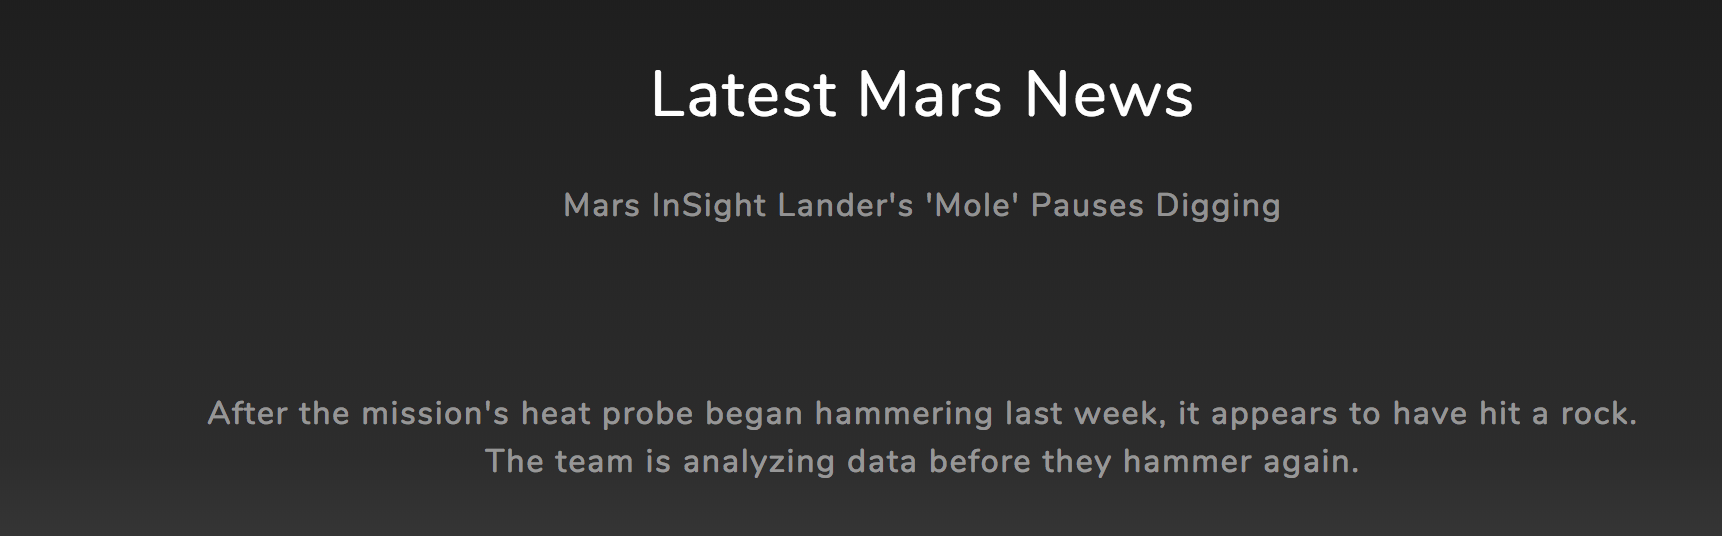 Latest Mars News
Mars InSight Lander's 'Mole' Pauses Digging
After the mission's heat probe began hammering last week, it appears to have hit a rock.
The team is analyzing data before they hammer again.